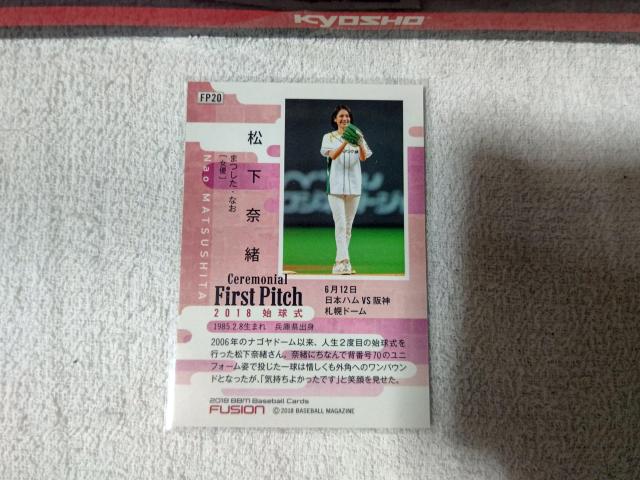 KYOSHO
FP20
松下奈緒
まつした・なお
［女優］
Nao MATSUSHITA
Ceremonial
First Pitch
2018 始球式
6月12日
日本ハム VS 阪神
札幌ドーム
1985.2.8生まれ 兵庫県出身
2006年のナゴヤドーム以来、人生2度目の始球式を
行った松下奈緒さん。奈緒にちなんで背番号70のユニ
フォーム姿で投じた一球は惜しくも外角へのワンバウン
ドとなったが、「気持ちよかったです」と笑顔を見せた。
2018 BBM Baseball Cards
FUSION
©2018 BASEBALL MAGAZINE